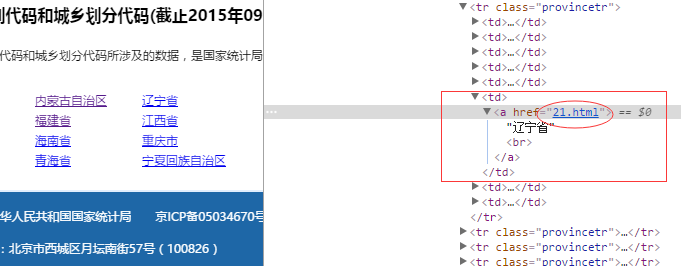 划代码和城乡划分代码(截止2015年09
代码和城乡划分代码所涉及的数据，是国家统计局
内蒙古自治区 辽宁省
福建省 江西省
海南省 重庆市
青海省 宁夏回族自治区
华人民共和国国家统计局 京ICP备05034670号
：北京市西城区月坛南街57号（100826）
▼<tr class="provincetr">
▶<td>…</td>
▶<td>…</td>
▶<td>…</td>
▶<td>…</td>
▼<td>
…
▼<a href="21.html"> == $0
"辽宁省"
<br>
</a>
</td>
▶<td>…</td>
▶<td>…</td>
</tr>
▶<tr class="provincetr">…</tr>
▶<tr class="provincetr">…</tr>
▶<tr class="provincetr">…</tr>